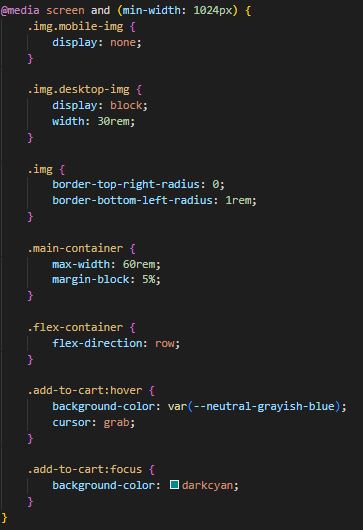 @media screen and (min-width: 1024px) {
    .img.mobile-img {
        display: none;
    }

    .img.desktop-img {
        display: block;
        width: 30rem;
    }

    .img {
        border-top-right-radius: 0;
        border-bottom-left-radius: 1rem;
    }

    .main-container {
        max-width: 60rem;
        margin-block: 5%;
    }

    .flex-container {
        flex-direction: row;
    }

    .add-to-cart:hover {
        background-color: var(--neutral-grayish-blue);
        cursor: grab;
    }

    .add-to-cart:focus {
        background-color: darkcyan;
    }
}